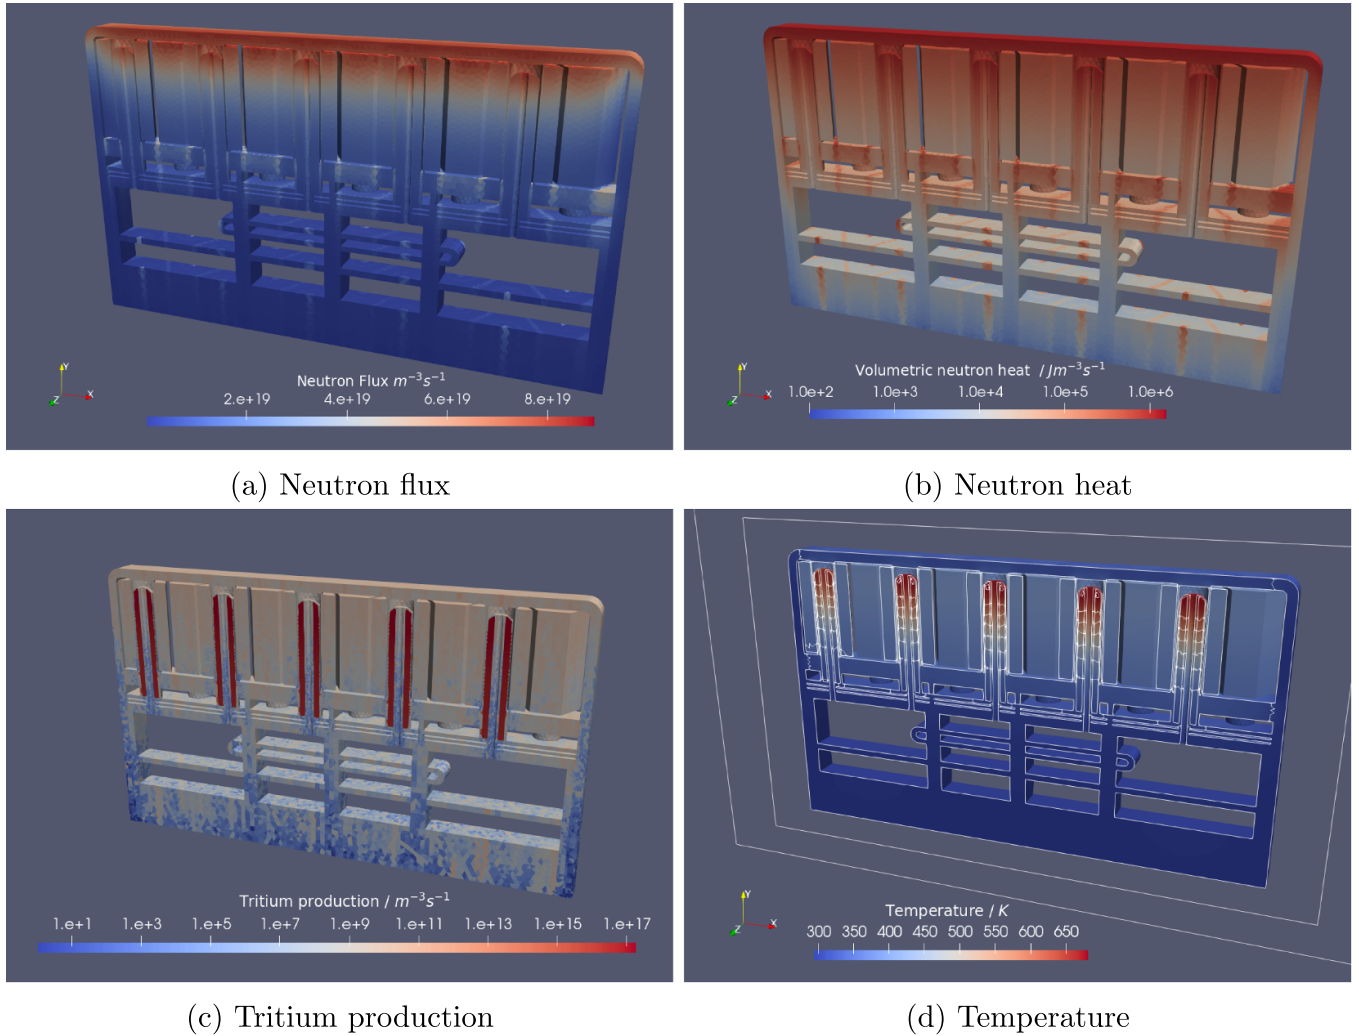 Neutron Flux m⁻³s⁻¹
2.e+19 4.e+19 6.e+19 8.e+19
Y
X
Z
(a) Neutron flux
Volumetric neutron heat / Jm⁻³s⁻¹
1.0e+2 1.0e+3 1.0e+4 1.0e+5 1.0e+6
Y
X
Z
(b) Neutron heat
Tritium production / m⁻³s⁻¹
1.e+1 1.e+3 1.e+5 1.e+7 1.e+9 1.e+11 1.e+13 1.e+15 1.e+17
(c) Tritium production
Temperature / K
300 350 400 450 500 550 600 650
Y
X
Z
(d) Temperature